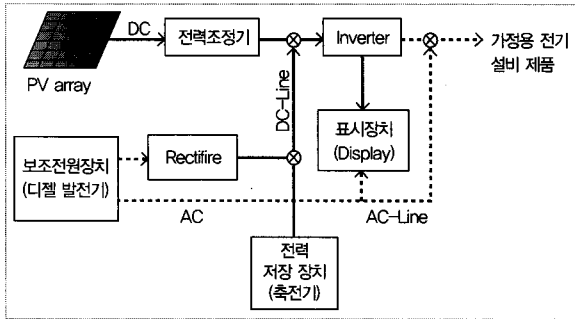 DC
전력조정기
Inverter
가정용 전기
설비 제품
PV array
DC-Line
표시장치
(Display)
보조전원장치
(디젤 발전기)
Rectifire
AC
AC-Line
전력
저장 장치
(축전기)